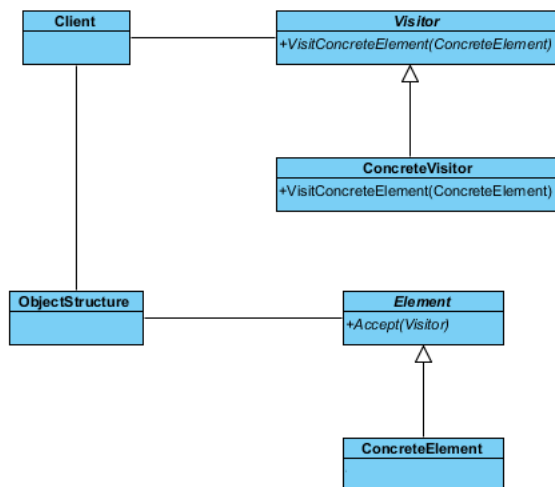 Client
Visitor
+VisitConcreteElement(ConcreteElement)
ConcreteVisitor
+VisitConcreteElement(ConcreteElement)
ObjectStructure
Element
+Accept(Visitor)
ConcreteElement